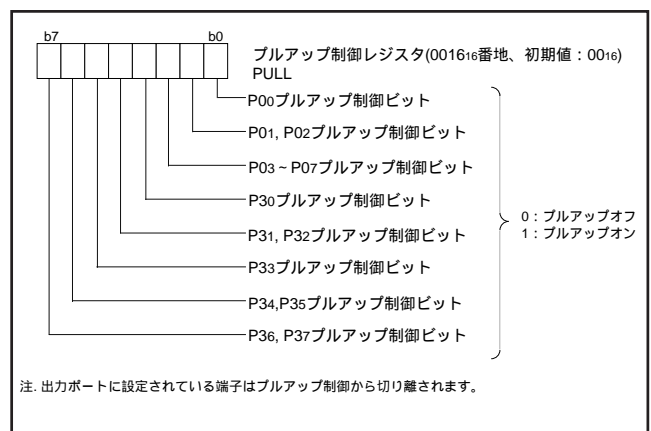 b7 b0
プルアップ制御レジスタ(001616番地、初期値：0016)
PULL
P00プルアップ制御ビット
P01, P02プルアップ制御ビット
P03 ~ P07プルアップ制御ビット
P30プルアップ制御ビット
P31, P32プルアップ制御ビット
P33プルアップ制御ビット
P34,P35プルアップ制御ビット
P36, P37プルアップ制御ビット
0：プルアップオフ
1：プルアップオン
注. 出力ポートに設定されている端子はプルアップ制御から切り離されます。